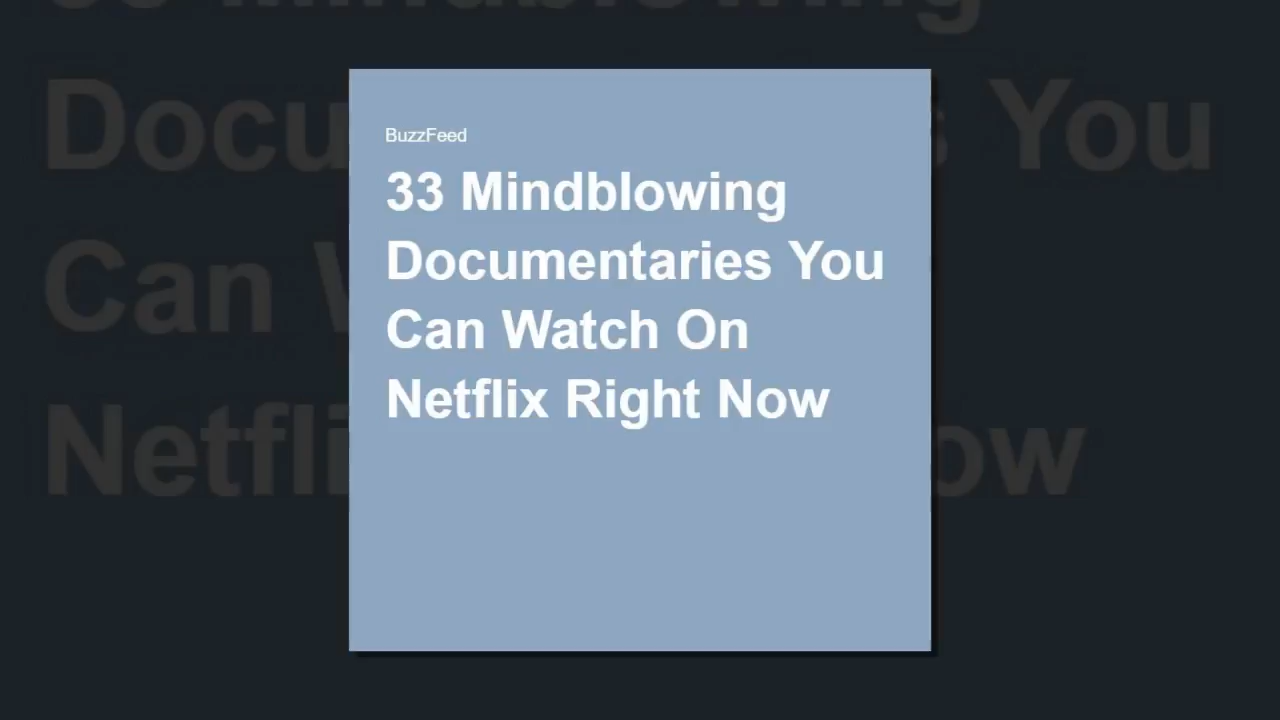 BuzzFeed
33 Mindblowing
Documentaries You
Can Watch On
Netflix Right Now